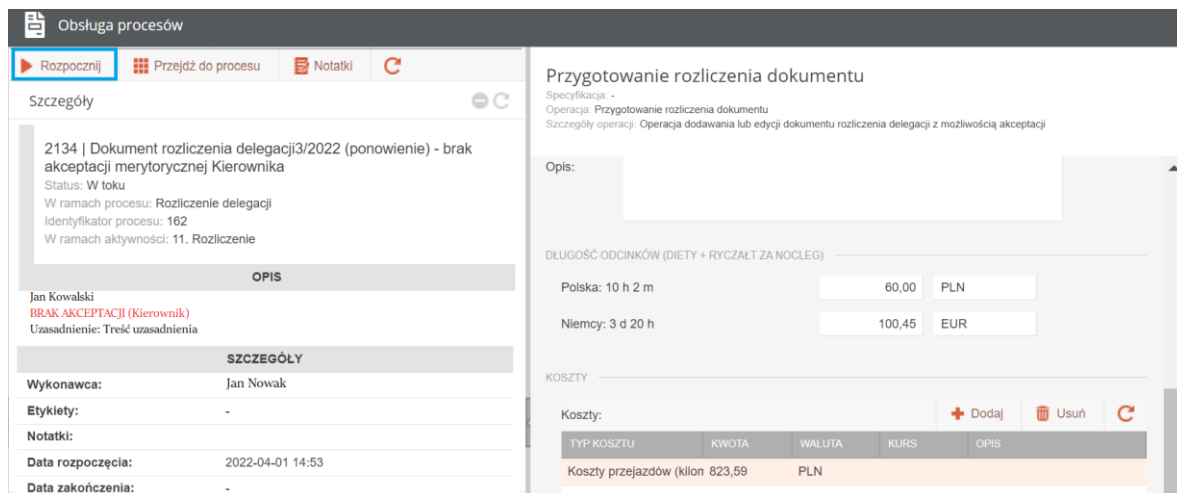 Obsługa procesów
Rozpocznij
Przejdź do procesu
Notatki
Szczegóły
2134 | Dokument rozliczenia delegacji3/2022 (ponowienie) - brak
akceptacji merytorycznej Kierownika
Status: W toku
W ramach procesu: Rozliczenie delegacji
Identyfikator procesu: 162
W ramach aktywności: 11. Rozliczenie
OPIS
Jan Kowalski
BRAK AKCEPTACJI (Kierownik)
Uzasadnienie: Treść uzasadnienia
SZCZEGÓŁY
Wykonawca: Jan Nowak
Etykiety: -
Notatki:
Data rozpoczęcia: 2022-04-01 14:53
Data zakończenia: -
Przygotowanie rozliczenia dokumentu
Specyfikacja: -
Operacja: Przygotowanie rozliczenia dokumentu
Szczegóły operacji: Operacja dodawania lub edycji dokumentu rozliczenia delegacji z możliwością akceptacji
Opis:
DŁUGOŚĆ ODCINKÓW (DIETY + RYCZAŁT ZA NOCLEG)
Polska: 10 h 2 m 60,00 PLN
Niemcy: 3 d 20 h 100,45 EUR
KOSZTY
Koszty: Dodaj Usuń
TYP KOSZTU KWOTA WALUTA KURS OPIS
Koszty przejazdów (kilon 823,59 PLN